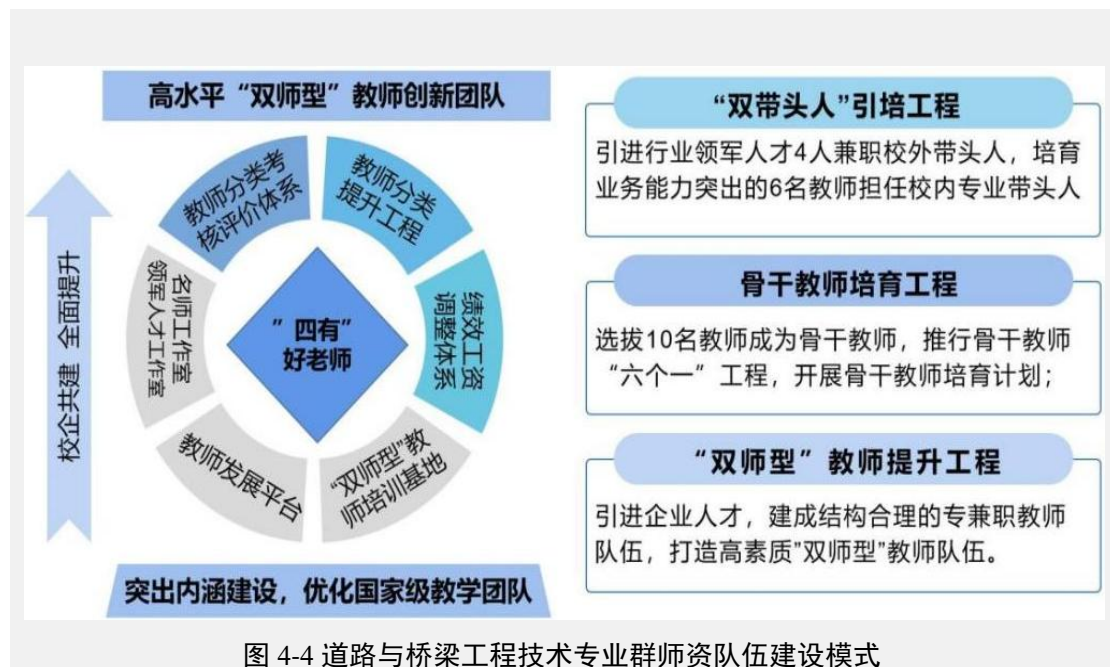 高水平“双师型”教师创新团队
教师分类考
核评价体系
教师分类
提升工程
名师工作室
领军人才工作室
绩效工资
调整体系
教师发展平台
“双师型”教
师培训基地
”四有”
好老师
校企共建 全面提升
突出内涵建设，优化国家级教学团队
“双带头人”引培工程
引进行业领军人才4人兼职校外带头人，培育
业务能力突出的6名教师担任校内专业带头人
骨干教师培育工程
选拔10名教师成为骨干教师，推行骨干教师
“六个一”工程，开展骨干教师培育计划；
“双师型”教师提升工程
引进企业人才，建成结构合理的专兼职教师
队伍，打造高素质”双师型”教师队伍。
图 4-4 道路与桥梁工程技术专业群师资队伍建设模式